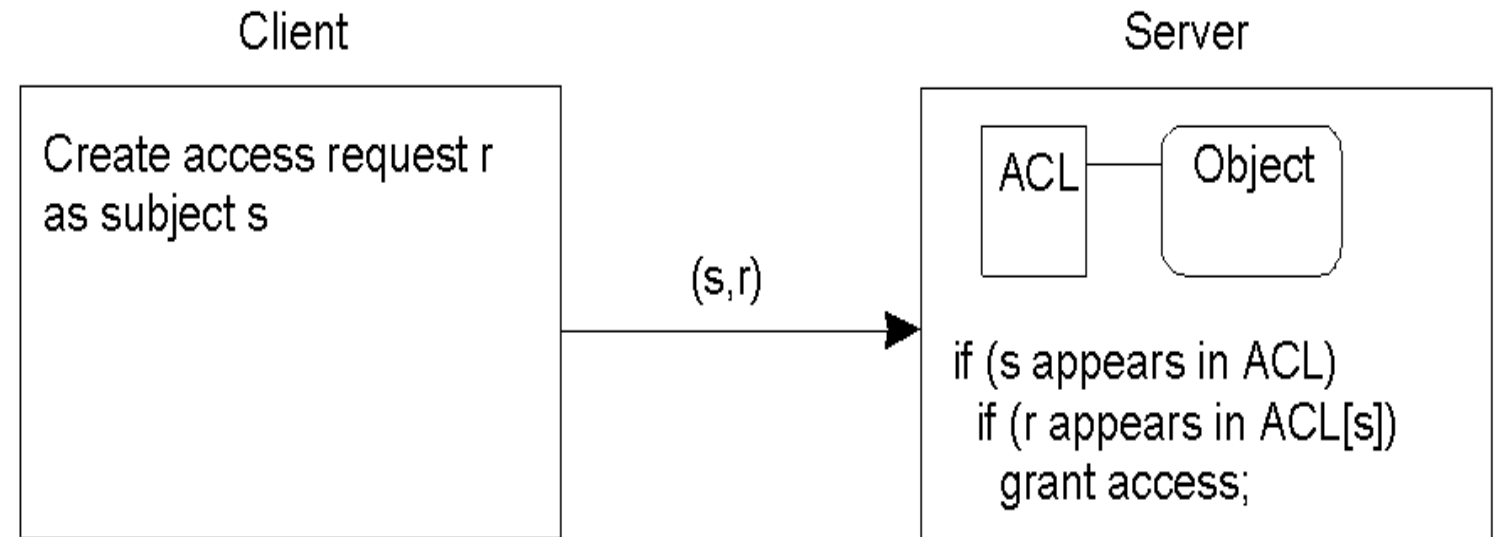 Client
Server
Create access request r
as subject s
(s,r)
ACL
Object
if (s appears in ACL)
if (r appears in ACL[s])
grant access;